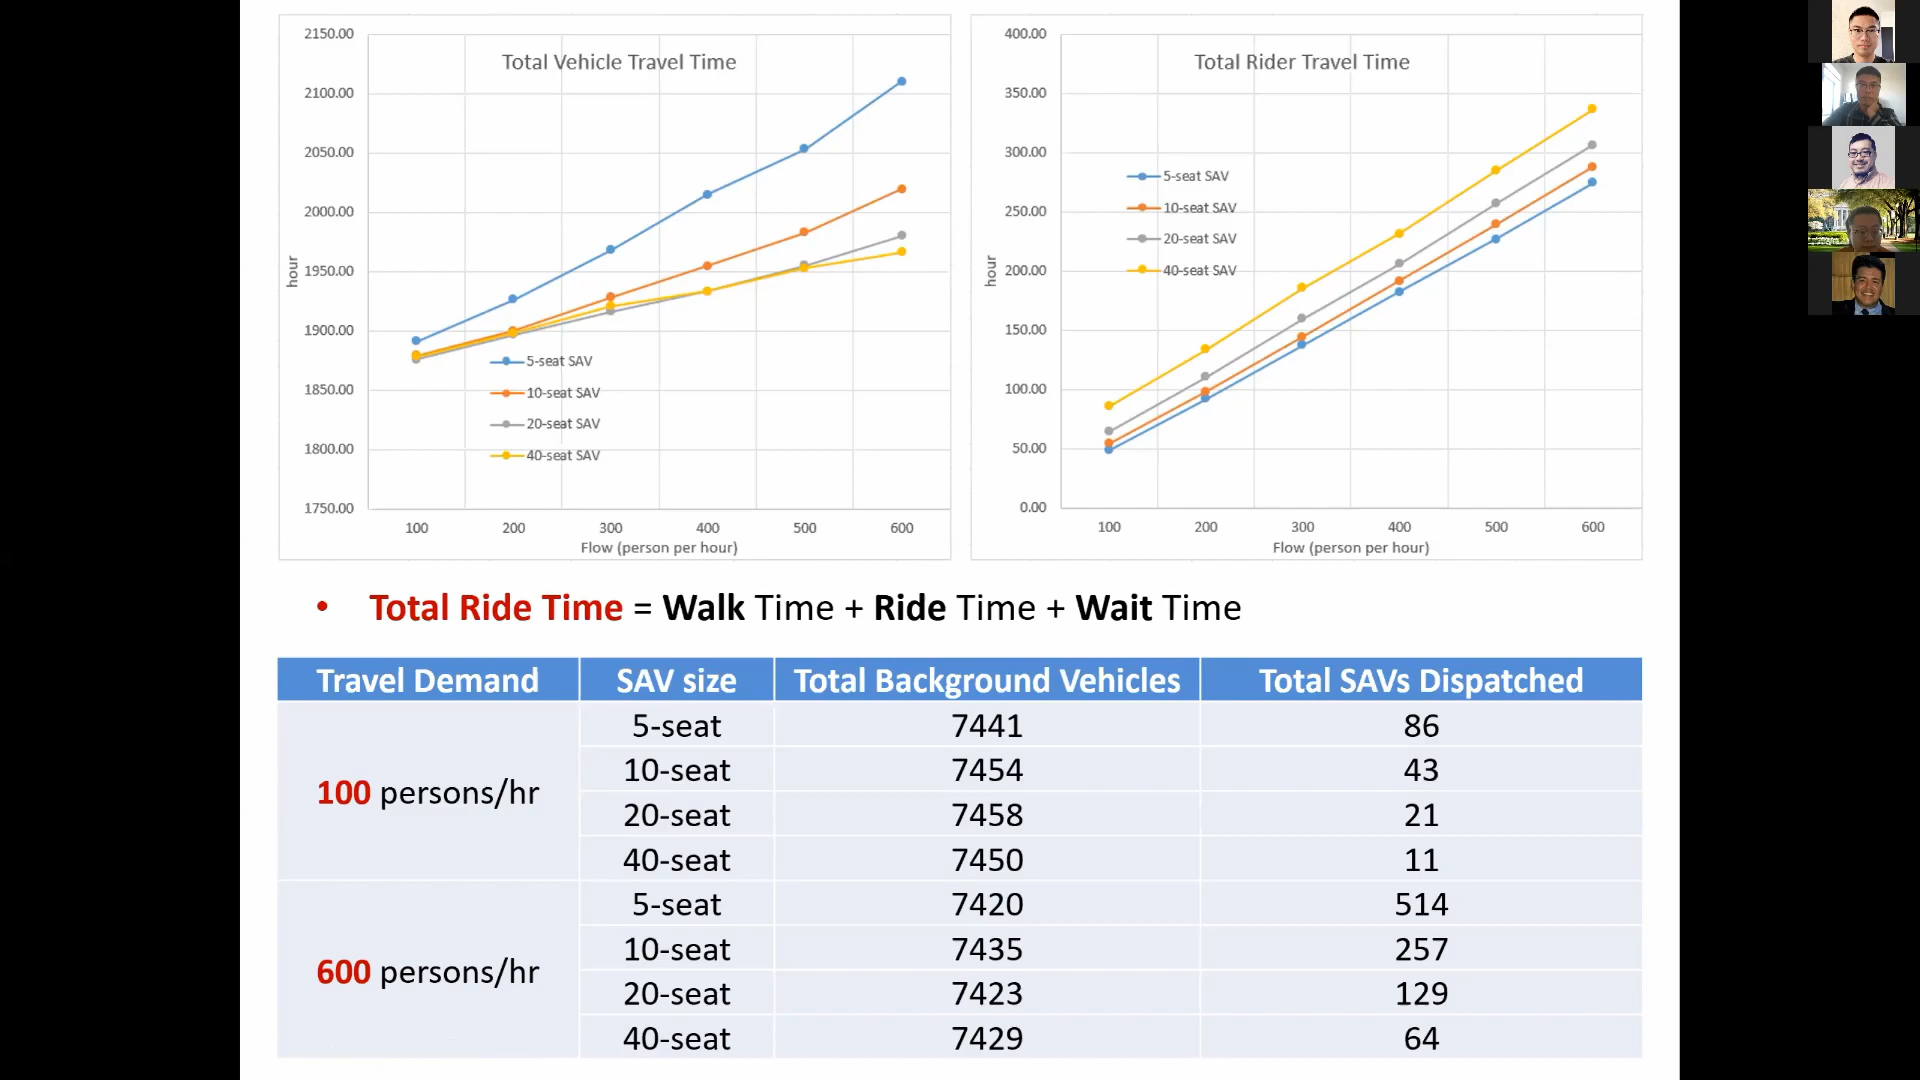 Total Vehicle Travel Time
2150.00
2100.00
2050.00
2000.00
1950.00
1900.00
1850.00
1800.00
1750.00
hour
5-seat SAV
10-seat SAV
20-seat SAV
40-seat SAV
100 200 300 400 500 600
Flow (person per hour)
Total Rider Travel Time
400.00
350.00
300.00
250.00
200.00
150.00
100.00
50.00
0.00
hour
5-seat SAV
10-seat SAV
20-seat SAV
40-seat SAV
100 200 300 400 500 600
Flow (person per hour)
• Total Ride Time = Walk Time + Ride Time + Wait Time
Travel Demand SAV size Total Background Vehicles Total SAVs Dispatched
100 persons/hr
5-seat 7441 86
10-seat 7454 43
20-seat 7458 21
40-seat 7450 11
600 persons/hr
5-seat 7420 514
10-seat 7435 257
20-seat 7423 129
40-seat 7429 64